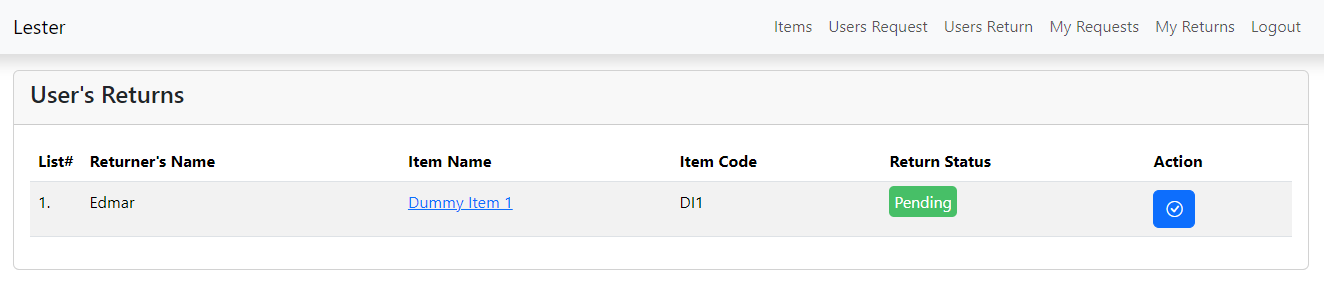 Lester Items Users Request Users Return My Requests My Returns Logout
User's Returns
List# Returner's Name Item Name Item Code Return Status Action
1. Edmar Dummy Item 1 DI1 Pending